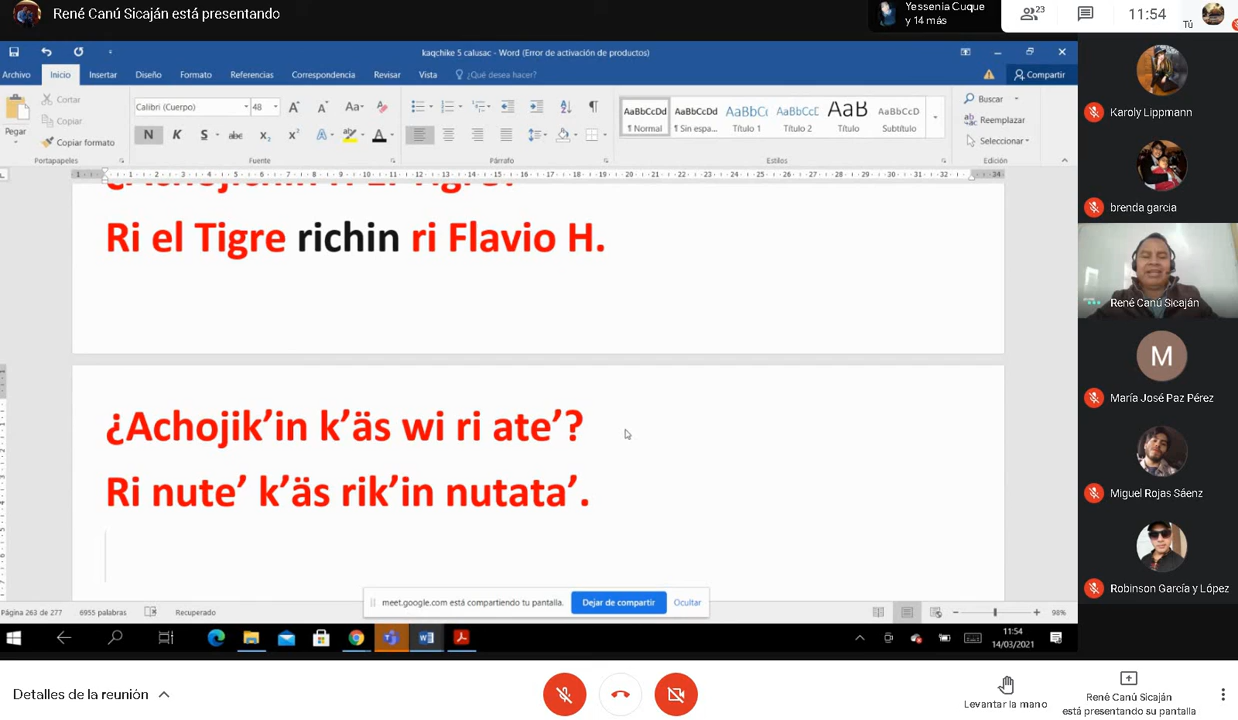 René Canú Sicaján está presentando
Yessenia Cuque
y 14 más
23
11:54
Tú
kaqchike 5 calusac - Word (Error de activación de productos)
Archivo Inicio Insertar Diseño Formato Referencias Correspondencia Revisar Vista ¿Qué desea hacer? Compartir
Pegar
Cortar
Copiar
Copiar formato
Portapapeles
Calibri (Cuerpo) 48
N K S abc
Fuente
Párrafo
AaBbCcDd AaBbCcDd AaBbCc AaBbCcD AaB AaBbCcD
¶ Normal ¶ Sin espa... Título 1 Título 2 Título Subtítulo
Estilos
Buscar
Reemplazar
Seleccionar
Edición
Ri el Tigre richin ri Flavio H.
¿Achojik’in k’äs wi ri ate’?
Ri nute’ k’äs rik’in nutata’.
meet.google.com está compartiendo tu pantalla. Dejar de compartir Ocultar
Página 263 de 277 6955 palabras Recuperado 98%
11:54
14/03/2021
Karoly Lippmann
brenda garcia
René Canú Sicaján
M
María José Paz Pérez
Miguel Rojas Sáenz
Robinson García y López
Detalles de la reunión
Levantar la mano
René Canú Sicaján
está presentando su pantalla